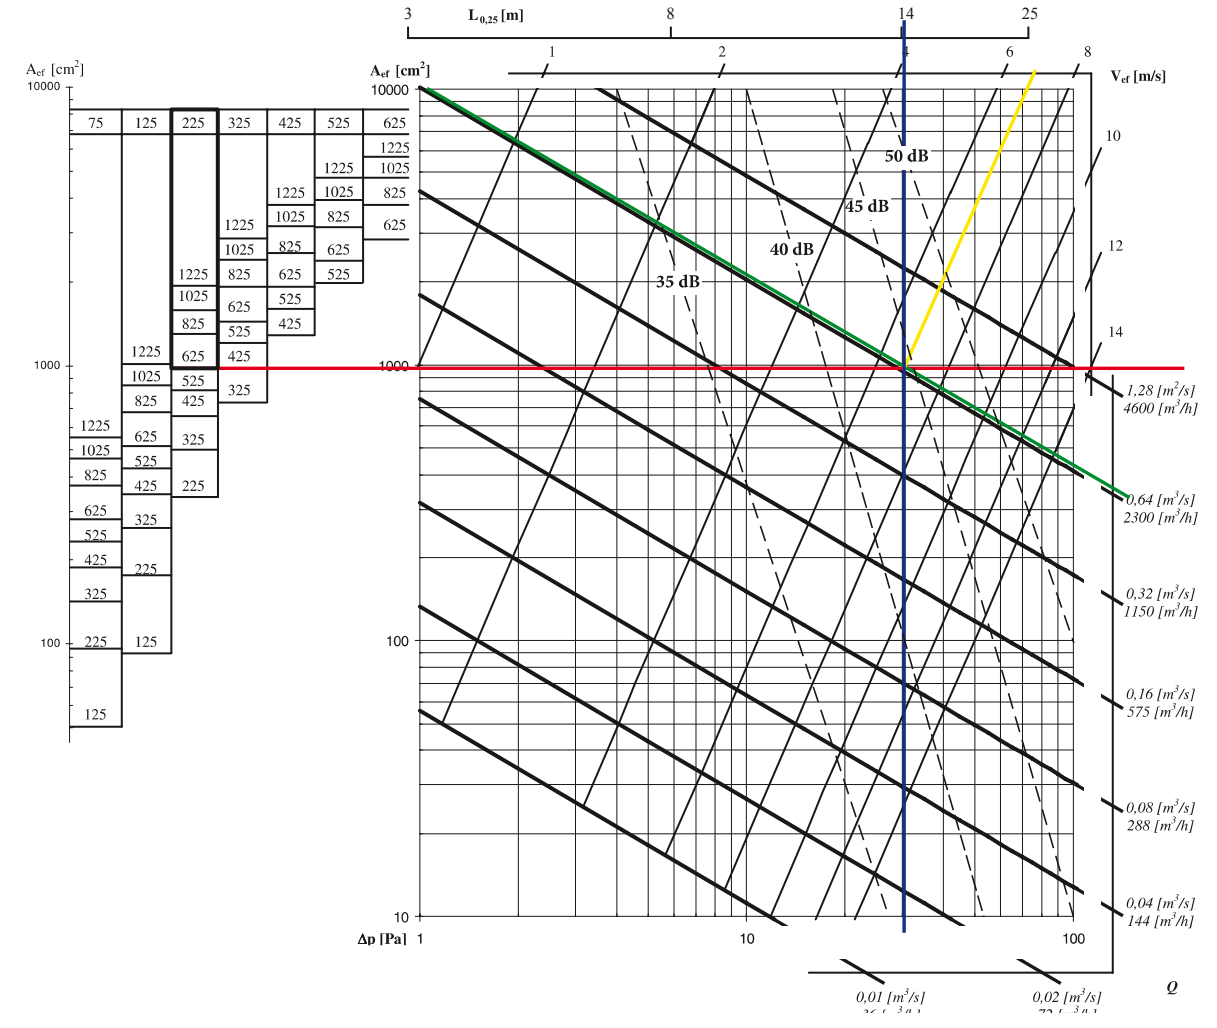 3 L0,25 [m] 8 14 25
1 2 4 6 8
Aef [cm²] Aef [cm²] Vef [m/s]
10000 10000
75 125 225 325 425 525 625
10
1225
50 dB
1225 1025
1225 1025 825
45 dB
1225 1025 825 625
1025 825 625 40 dB 12
1225 825 625 525 35 dB
1025 625 525
825 525 425 14
1225 625 425
1000 1000
1025 525 325 1,28 [m²/s]
825 425 4600 [m³/h]
1225 625 325
1025 525
825 425 225 0,64 [m³/s]
625 325 2300 [m³/h]
525
425 225
325 0,32 [m³/s]
1150 [m³/h]
100 225 125 100
0,16 [m³/s]
125 575 [m³/h]
0,08 [m³/s]
288 [m³/h]
0,04 [m³/s]
10 144 [m³/h]
Δp [Pa] 1 10 100
Q
0,01 [m³/s] 0,02 [m³/s]
36 [m³/h] 72 [m³/h]